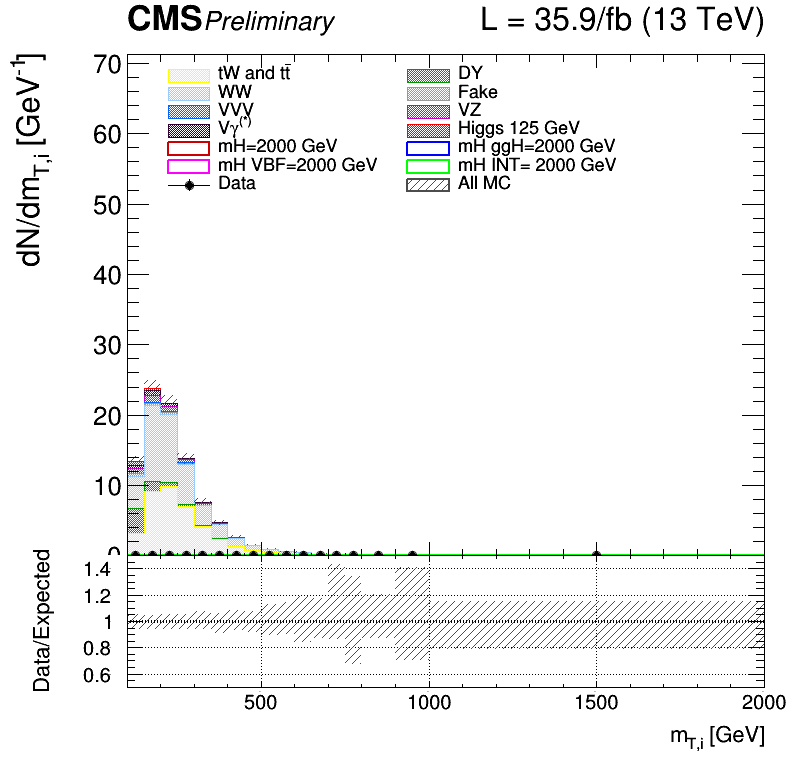 CMS Preliminary L = 35.9/fb (13 TeV)
dN/dm_T,i [GeV⁻¹]
70
60
50
40
30
20
10
0
tW and tt̄
DY
WW
Fake
VVV
VZ
Vγ(*)
Higgs 125 GeV
mH=2000 GeV
mH ggH=2000 GeV
mH VBF=2000 GeV
mH INT= 2000 GeV
Data
All MC
Data/Expected
1.4
1.2
1
0.8
0.6
500 1000 1500 2000
m_T,i [GeV]